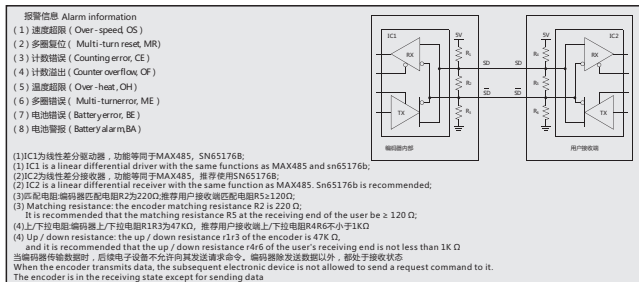 报警信息 Alarm information
(1)速度超限(Over-speed, OS)
(2)多圈复位(Multi-turn reset, MR)
(3)计数错误(Counting error, CE)
(4)计数溢出(Counter overflow, OF)
(5)温度超限(Over-heat, OH)
(6)多圈错误(Multi-turnerror, ME)
(7)电池错误(Battery error, BE)
(8)电池警报(Battery alarm,BA)
IC1
RX
TX
5V
R₁
R₂
R₃
SD
SD
SD
SD
5V
R₄
R₅
R₆
IC2
RX
TX
编码器内部
用户接收端
(1)IC1为线性差分驱动器,功能等同于MAX485, SN65176B;
(1) IC1 is a linear differential driver with the same functions as MAX485 and sn65176b;
(2)IC2为线性差分接收器,功能等同于MAX485,推荐使用SN65176B;
(2) IC2 is a linear differential receiver with the same function as MAX485. Sn65176b is recommended;
(3)匹配电阻:编码器匹配电阻R2为220Ω;推荐用户接收端匹配电阻R5≥120Ω;
(3) Matching resistance: the encoder matching resistance R2 is 220 Ω;
It is recommended that the matching resistance R5 at the receiving end of the user be ≥ 120 Ω;
(4)上/下拉电阻:编码器上/下拉电阻R1R3为47KΩ,推荐用户接收端上/下拉电阻R4R6不小于1KΩ
(4) Up / down resistance: the up / down resistance r1r3 of the encoder is 47K Ω,
and it is recommended that the up / down resistance r4r6 of the user's receiving end is not less than 1K Ω
当编码器传输数据时,后续电子设备不允许向其发送请求命令。编码器除发送数据以外,都处于接收状态
When the encoder transmits data, the subsequent electronic device is not allowed to send a request command to it.
The encoder is in the receiving state except for sending data